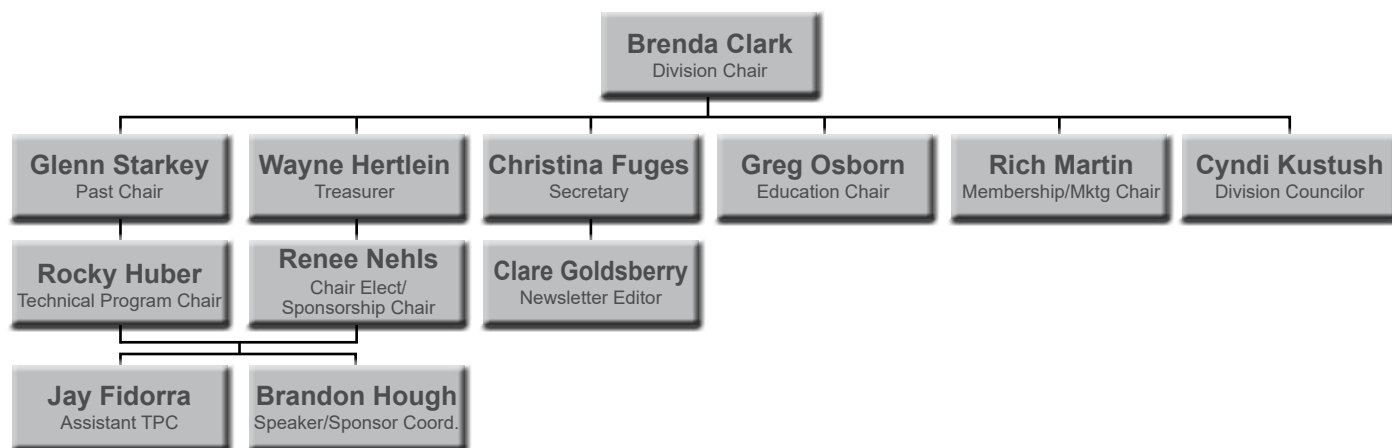 Brenda Clark
Division Chair
Glenn Starkey
Past Chair
Wayne Hertlein
Treasurer
Christina Fuges
Secretary
Greg Osborn
Education Chair
Rich Martin
Membership/Mktg Chair
Cyndi Kustush
Division Councilor
Rocky Huber
Technical Program Chair
Renee Nehls
Chair Elect/
Sponsorship Chair
Clare Goldsberry
Newsletter Editor
Jay Fidorra
Assistant TPC
Brandon Hough
Speaker/Sponsor Coord.